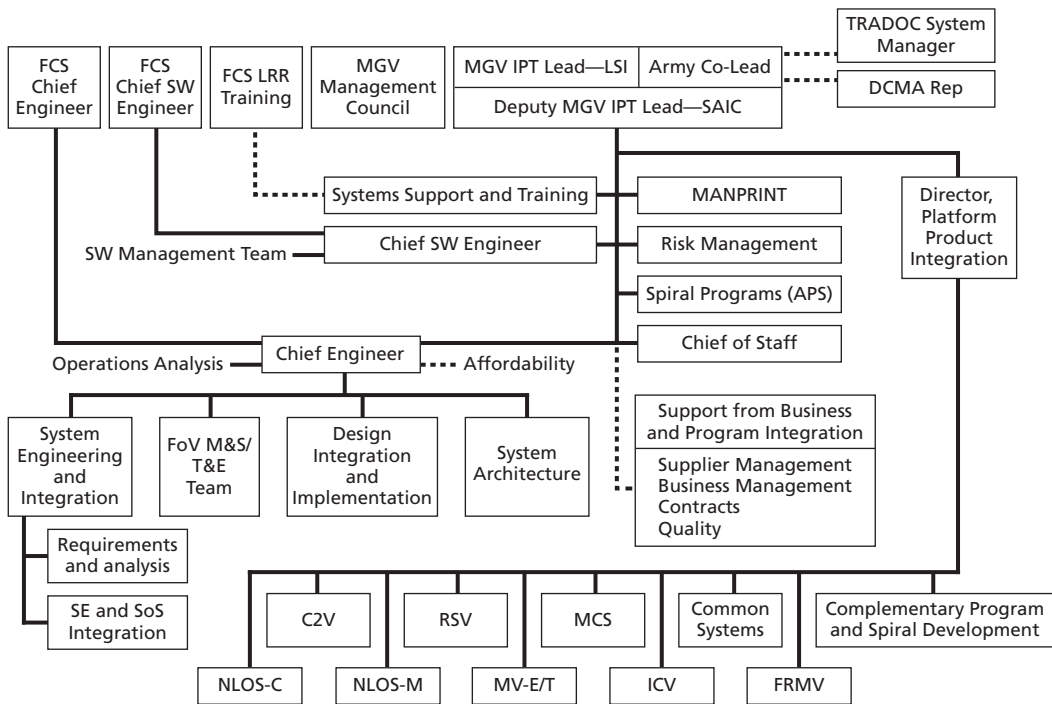 TRADOC System
Manager
FCS
Chief
Engineer
FCS
Chief SW
Engineer
FCS LRR
Training
MGV
Management
Council
MGV IPT Lead—LSI
Army Co-Lead
Deputy MGV IPT Lead—SAIC
DCMA Rep
Systems Support and Training
MANPRINT
Director,
Platform
Product
Integration
Chief SW Engineer
Risk Management
SW Management Team
Spiral Programs (APS)
Chief of Staff
Chief Engineer
Operations Analysis
Affordability
System
Engineering
and
Integration
FoV M&S/
T&E
Team
Design
Integration
and
Implementation
System
Architecture
Support from Business
and Program Integration
Supplier Management
Business Management
Contracts
Quality
Requirements
and analysis
SE and SoS
Integration
C2V
RSV
MCS
Common
Systems
Complementary Program
and Spiral Development
NLOS-C
NLOS-M
MV-E/T
ICV
FRMV